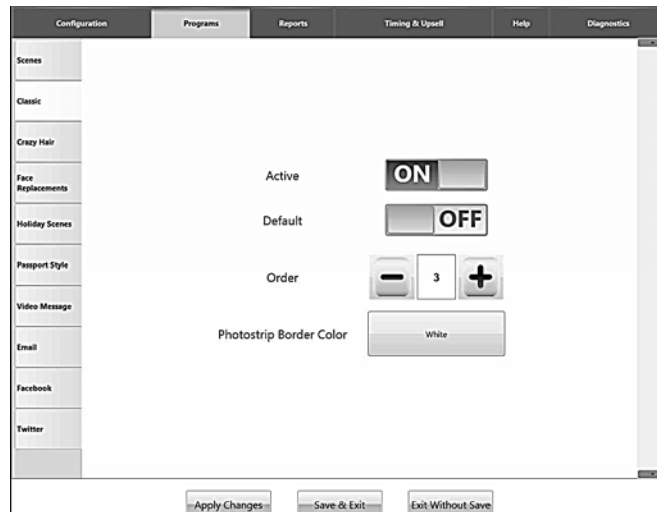 Configuration Programs Reports Timing & Upsell Help Diagnostics
Scenes
Classic
Crazy Hair
Face
Replacements
Holiday Scenes
Passport Style
Video Message
Email
Facebook
Twitter
Active ON
Default OFF
Order 3
Photostrip Border Color White
Apply Changes Save & Exit Exit Without Save